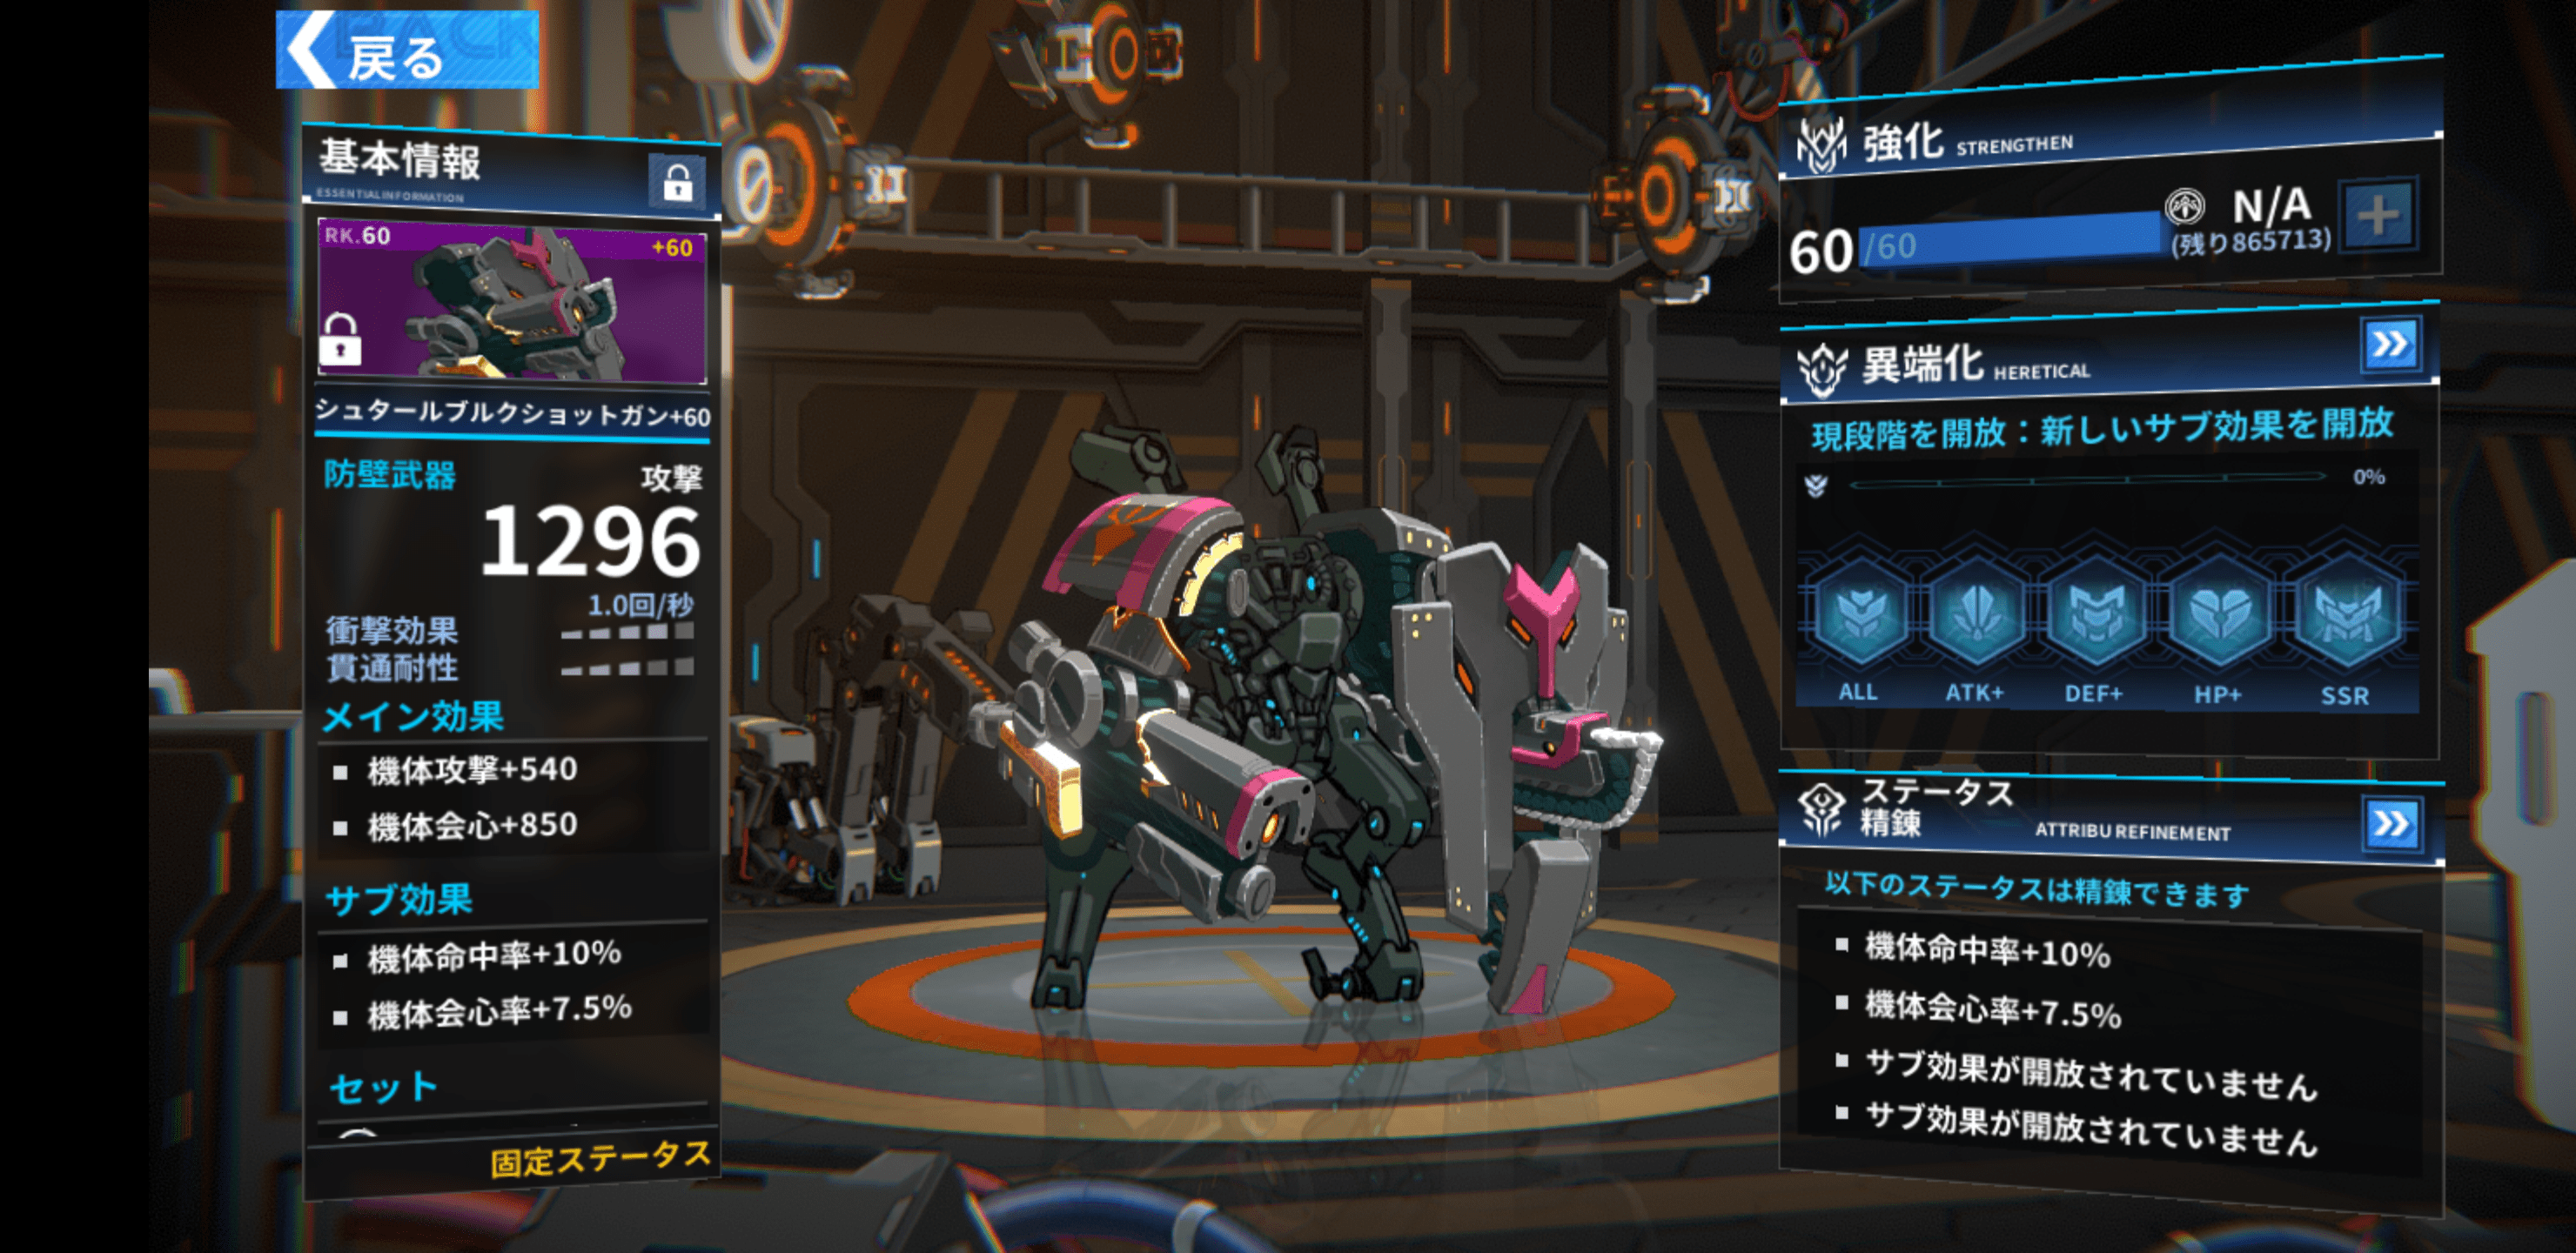 戻る
基本情報
ESSENTIALINFORMATION
RK.60
+60
シュタールブルクショットガン+60
防壁武器
攻撃
1296
1.0回/秒
衝撃効果
貫通耐性
メイン効果
機体攻撃+540
機体会心+850
サブ効果
機体命中率+10%
機体会心率+7.5%
セット
固定ステータス
強化 STRENGTHEN
60/60
N/A
(残り865713)
異端化 HERETICAL
現段階を開放：新しいサブ効果を開放
0%
ALL ATK+ DEF+ HP+ SSR
ステータス
精錬 ATTRIBU REFINEMENT
以下のステータスは精錬できます
機体命中率+10%
機体会心率+7.5%
サブ効果が開放されていません
サブ効果が開放されていません